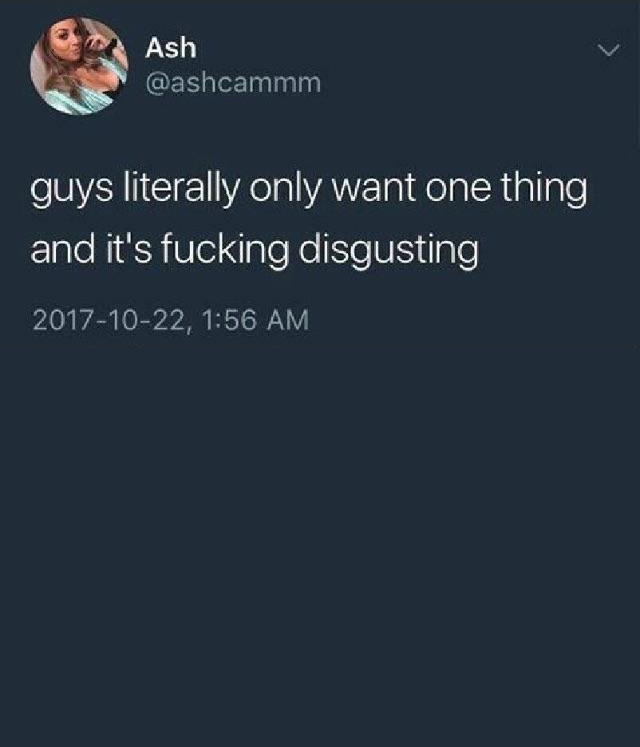 Ash
@ashcammm
guys literally only want one thing
and it's fucking disgusting
2017-10-22, 1:56 AM